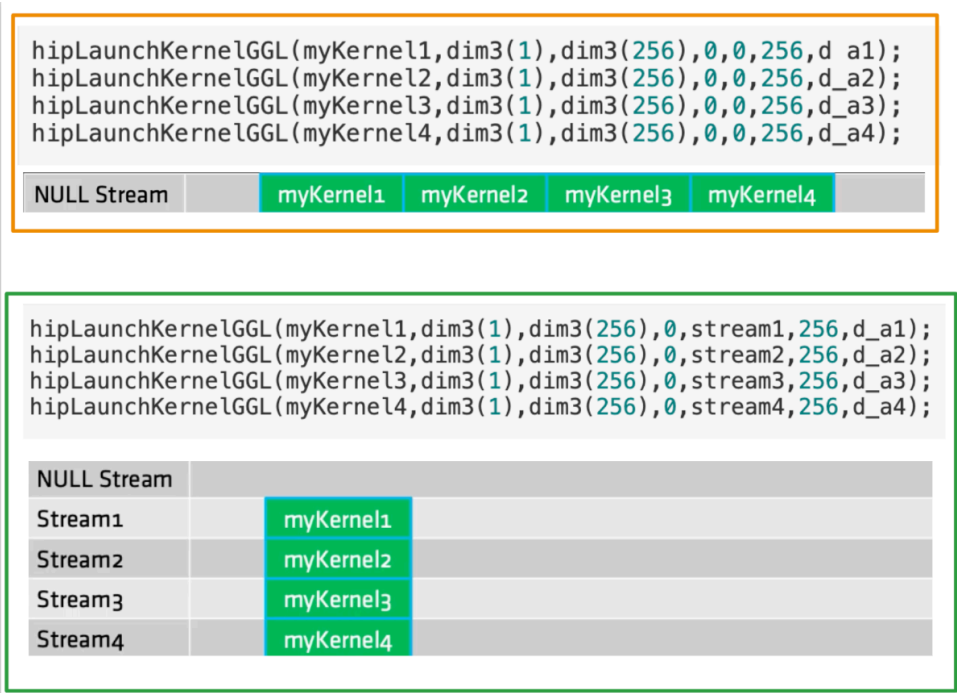 hipLaunchKernelGGL(myKernel1,dim3(1),dim3(256),0,0,256,d a1);
hipLaunchKernelGGL(myKernel2,dim3(1),dim3(256),0,0,256,d_a2);
hipLaunchKernelGGL(myKernel3,dim3(1),dim3(256),0,0,256,d_a3);
hipLaunchKernelGGL(myKernel4,dim3(1),dim3(256),0,0,256,d_a4);
NULL Stream myKernel1 myKernel2 myKernel3 myKernel4
hipLaunchKernelGGL(myKernel1,dim3(1),dim3(256),0,stream1,256,d_a1);
hipLaunchKernelGGL(myKernel2,dim3(1),dim3(256),0,stream2,256,d_a2);
hipLaunchKernelGGL(myKernel3,dim3(1),dim3(256),0,stream3,256,d_a3);
hipLaunchKernelGGL(myKernel4,dim3(1),dim3(256),0,stream4,256,d_a4);
NULL Stream
Stream1 myKernel1
Stream2 myKernel2
Stream3 myKernel3
Stream4 myKernel4